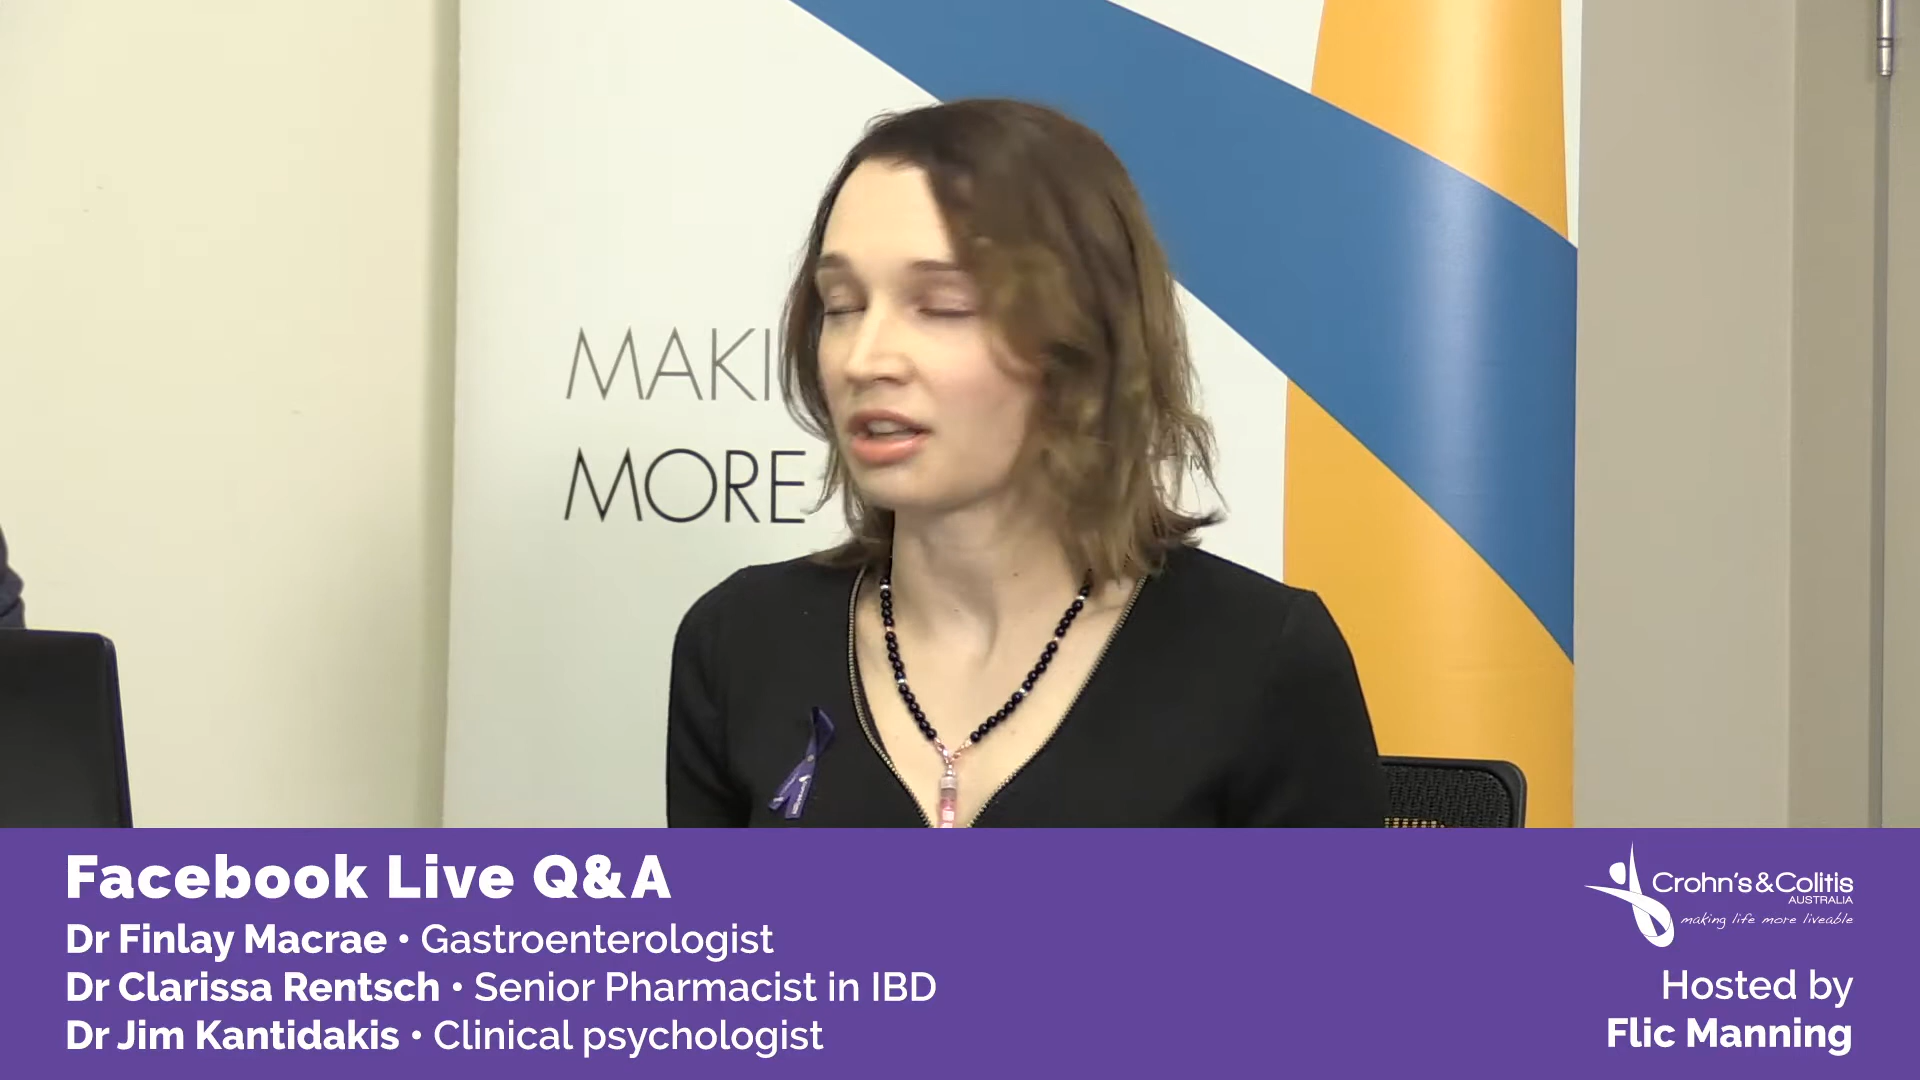 MAKI
MORE
TM
Facebook Live Q&A
Dr Finlay Macrae • Gastroenterologist
Dr Clarissa Rentsch • Senior Pharmacist in IBD
Dr Jim Kantidakis • Clinical psychologist
Crohn's & Colitis
AUSTRALIA
making life more liveable
Hosted by
Flic Manning